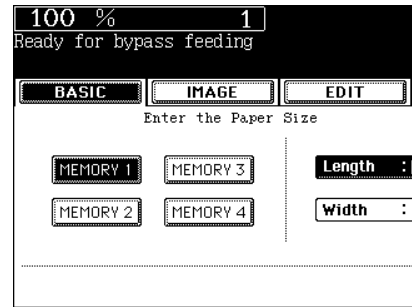 100 % 1
Ready for bypass feeding
BASIC IMAGE EDIT
Enter the Paper Size
MEMORY 1 MEMORY 3 Length :
MEMORY 2 MEMORY 4 Width :